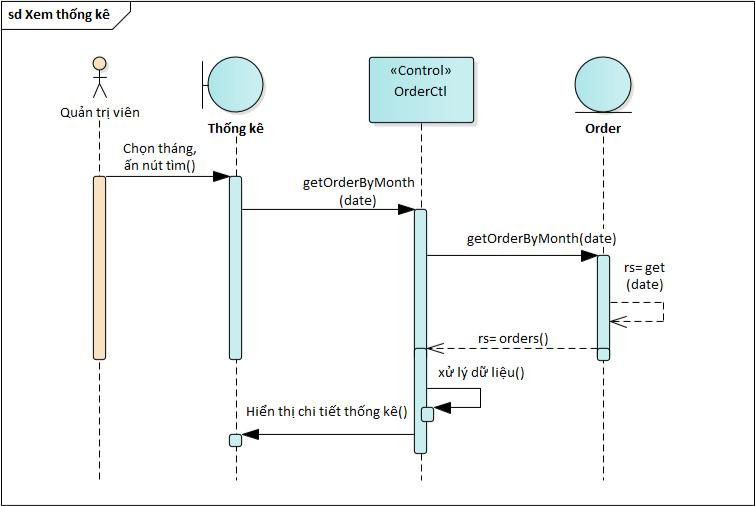 sd Xem thống kê
«Control»
OrderCtl
Quản trị viên
Thống kê
Order
Chọn tháng,
ấn nút tìm()
getOrderByMonth
(date)
getOrderByMonth(date)
rs= get
(date)
rs= orders()
xử lý dữ liệu()
Hiển thị chi tiết thống kê()